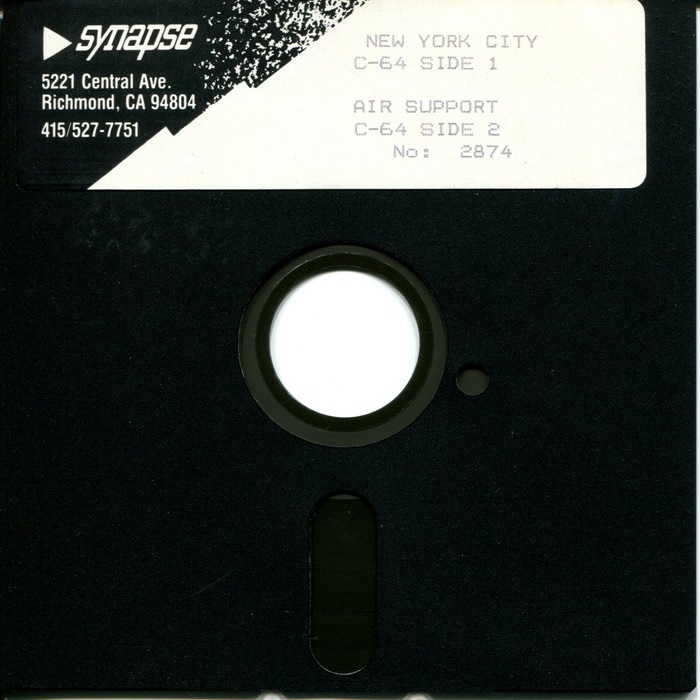 synapse
5221 Central Ave.
Richmond, CA 94804
415/527-7751
NEW YORK CITY
C-64 SIDE 1
AIR SUPPORT
C-64 SIDE 2
No: 2874